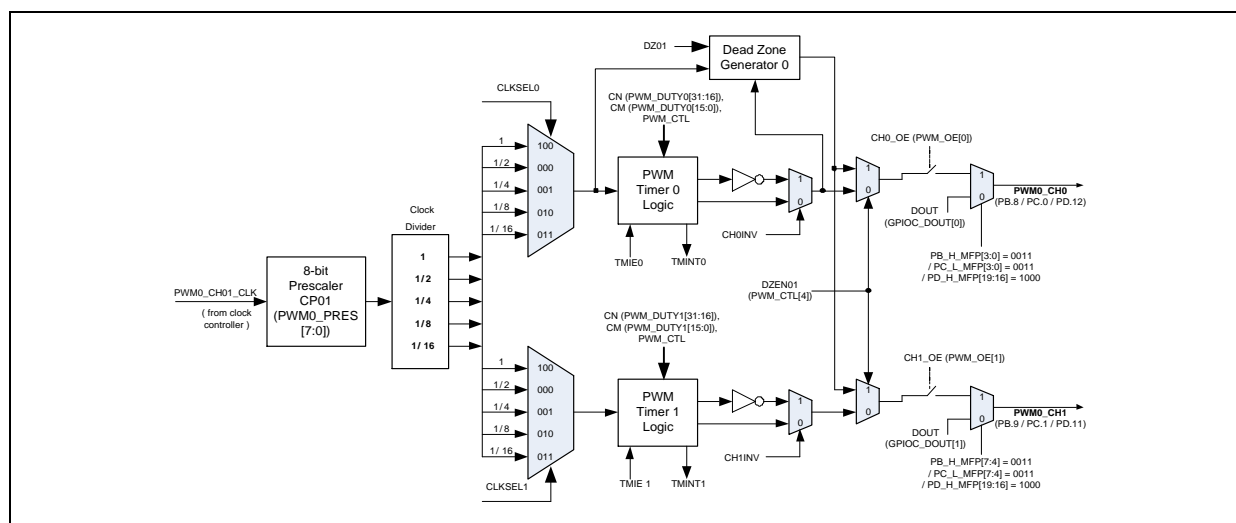 DZ01
Dead Zone
Generator 0
CLKSEL0
CN (PWM_DUTY0[31:16]),
CM (PWM_DUTY0[15:0]),
PWM_CTL
1
1/2
1/4
1/8
1/ 16
100
000
001
010
011
PWM
Timer 0
Logic
1
0
CH0INV
TMIE0
TMINT0
1
0
CH0_OE (PWM_OE[0])
1
0
DOUT
(GPIOC_DOUT[0])
PWM0_CH0
(PB.8 / PC.0 / PD.12)
PB_H_MFP[3:0] = 0011
/ PC_L_MFP[3:0] = 0011
/ PD_H_MFP[19:16] = 1000
Clock
Divider
1
1/2
1/4
1/8
1/ 16
PWM0_CH01_CLK
( from clock
controller )
8-bit
Prescaler
CP01
(PWM0_PRES
[7:0])
DZEN01
(PWM_CTL[4])
CN (PWM_DUTY1[31:16]),
CM (PWM_DUTY1[15:0]),
PWM_CTL
1
1/2
1/4
1/8
1/ 16
100
000
001
010
011
PWM
Timer 1
Logic
1
0
CH1INV
TMIE 1
TMINT1
CLKSEL1
1
0
CH1_OE (PWM_OE[1])
1
0
DOUT
(GPIOC_DOUT[1])
PWM0_CH1
(PB.9 / PC.1 / PD.11)
PB_H_MFP[7:4] = 0011
/ PC_L_MFP[7:4] = 0011
/ PD_H_MFP[19:16] = 1000